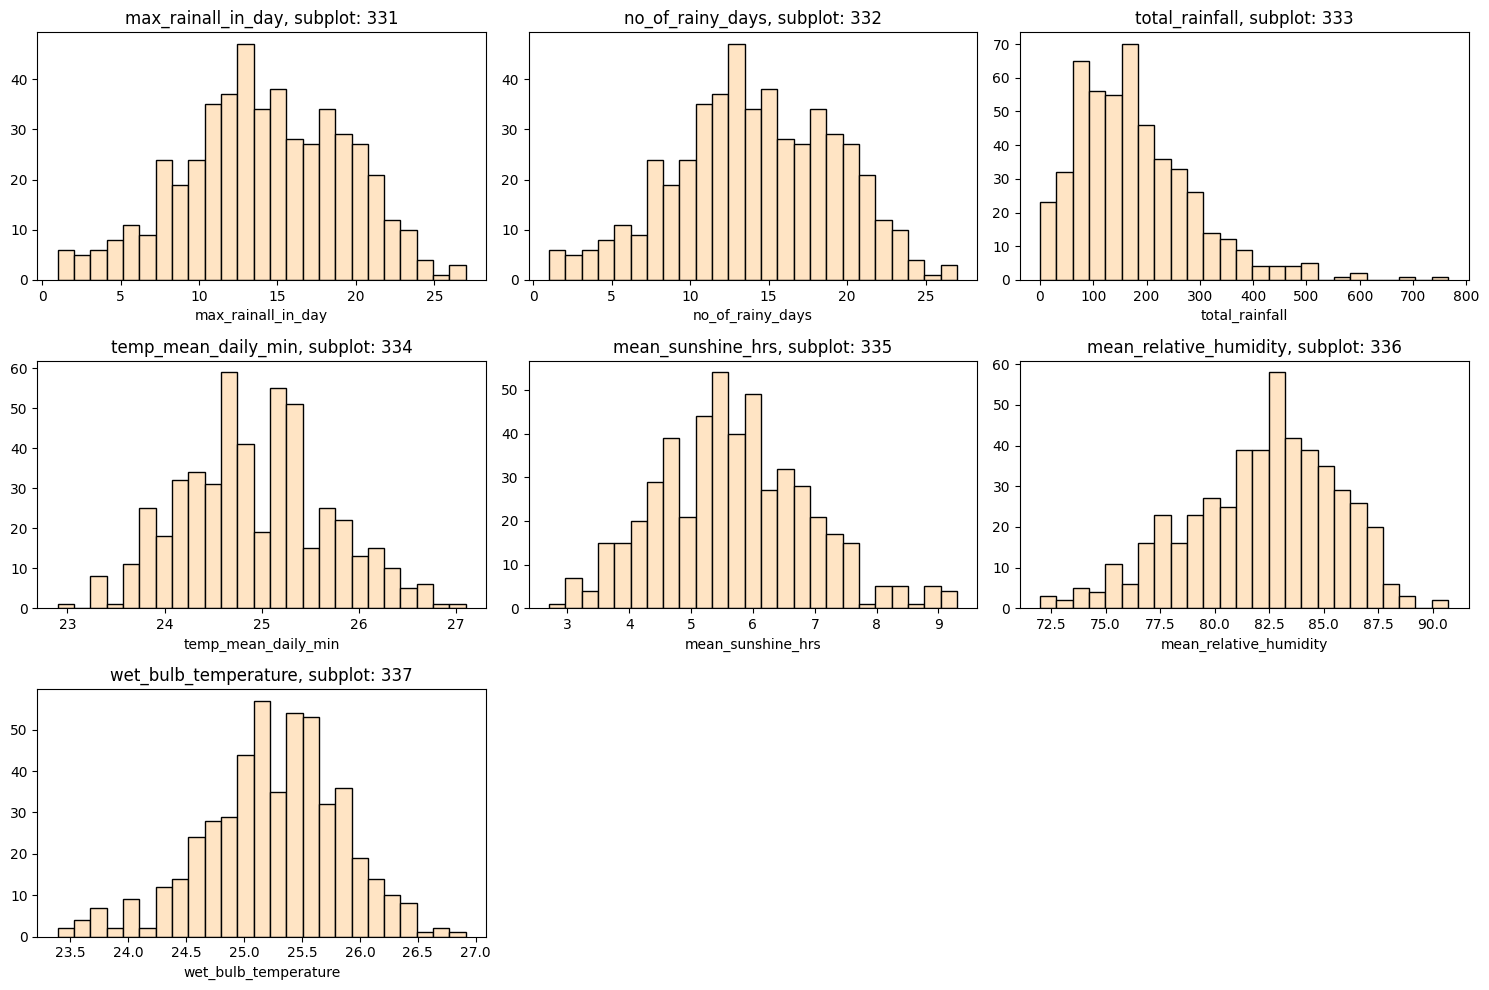 max_rainall_in_day, subplot: 331
40
30
20
10
0
0 5 10 15 20 25
max_rainall_in_day
no_of_rainy_days, subplot: 332
40
30
20
10
0
0 5 10 15 20 25
no_of_rainy_days
total_rainfall, subplot: 333
70
60
50
40
30
20
10
0
0 100 200 300 400 500 600 700 800
total_rainfall
temp_mean_daily_min, subplot: 334
60
50
40
30
20
10
0
23 24 25 26 27
temp_mean_daily_min
mean_sunshine_hrs, subplot: 335
50
40
30
20
10
0
3 4 5 6 7 8 9
mean_sunshine_hrs
mean_relative_humidity, subplot: 336
60
50
40
30
20
10
0
72.5 75.0 77.5 80.0 82.5 85.0 87.5 90.0
mean_relative_humidity
wet_bulb_temperature, subplot: 337
50
40
30
20
10
0
23.5 24.0 24.5 25.0 25.5 26.0 26.5 27.0
wet_bulb_temperature